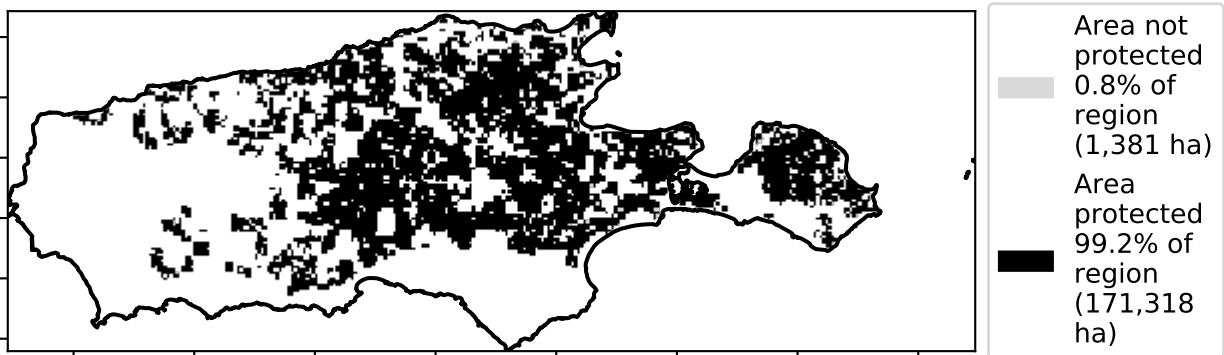 Area not
protected
0.8% of
region
(1,381 ha)
Area
protected
99.2% of
region
(171,318
ha)